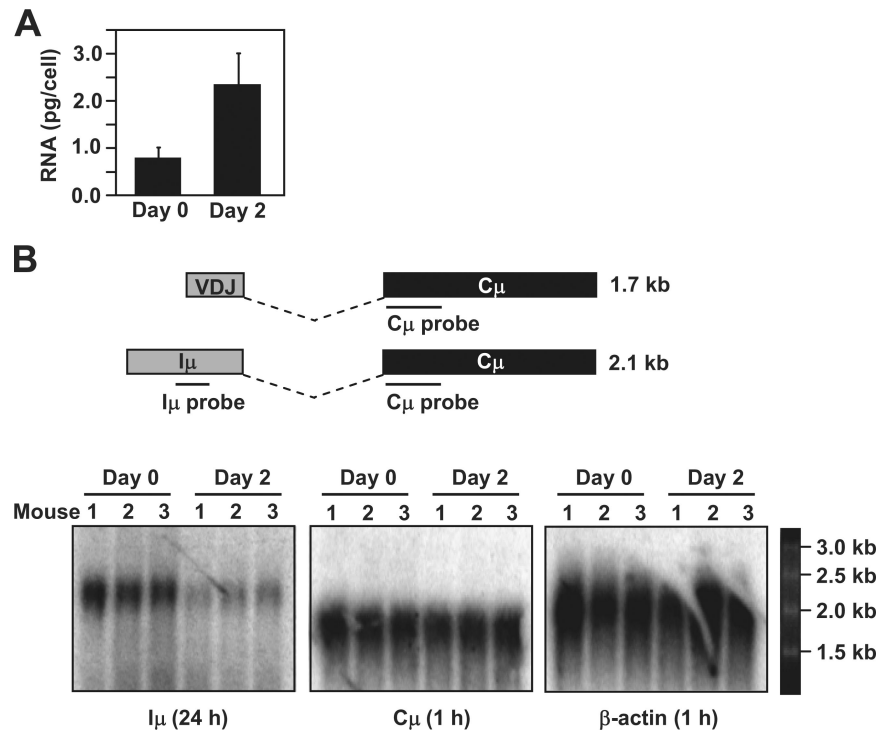 A
RNA (pg/cell)
3.0
2.0
1.0
0.0
Day 0 Day 2
B
VDJ Cμ 1.7 kb
Cμ probe
Iμ Cμ 2.1 kb
Iμ probe Cμ probe
Day 0 Day 2 Day 0 Day 2 Day 0 Day 2
Mouse 1 2 3 1 2 3 1 2 3 1 2 3 1 2 3 1 2 3
3.0 kb
2.5 kb
2.0 kb
1.5 kb
Iμ (24 h) Cμ (1 h) β-actin (1 h)